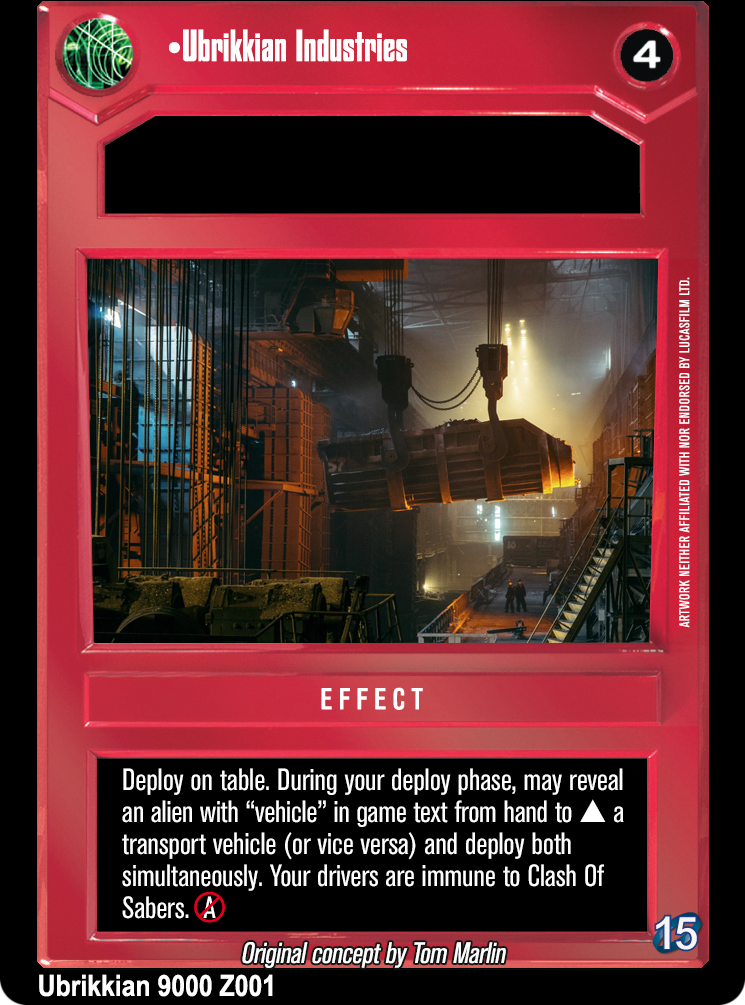 •Ubrikkian Industries
4
ARTWORK NEITHER AFFILIATED WITH NOR ENDORSED BY LUCASFILM LTD.
EFFECT
Deploy on table. During your deploy phase, may reveal
an alien with “vehicle” in game text from hand to ▲ a
transport vehicle (or vice versa) and deploy both
simultaneously. Your drivers are immune to Clash Of
Sabers. A
15
Original concept by Tom Marlin
Ubrikkian 9000 Z001